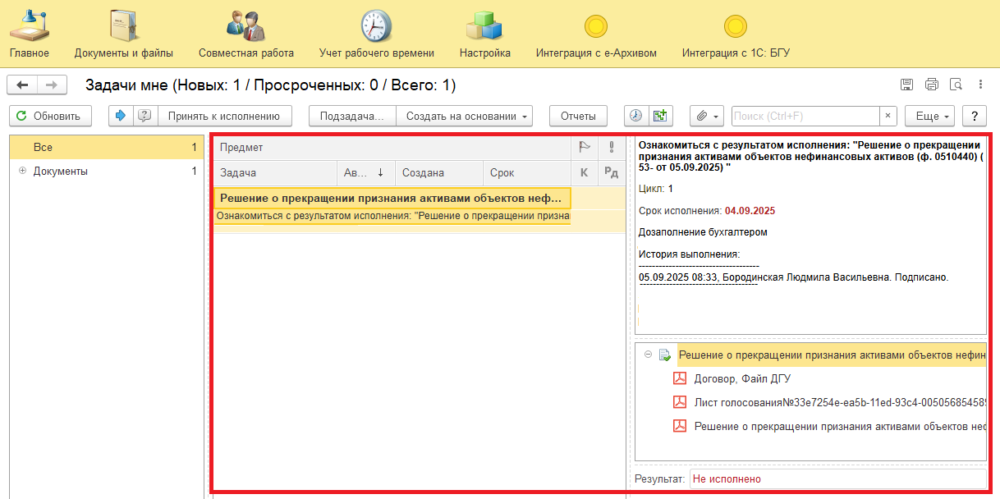 Главное
Документы и файлы
Совместная работа
Учет рабочего времени
Настройка
Интеграция с е-Архивом
Интеграция с 1С: БГУ
Задачи мне (Новых: 1 / Просроченных: 0 / Всего: 1)
Обновить
Принять к исполнению
Подзадача...
Создать на основании
Отчеты
Поиск (Ctrl+F)
×
Еще
?
Все 1
Документы 1
Предмет
Задача Ав... ↓ Создана Срок К Рд
Решение о прекращении признания активами объектов неф...
Ознакомиться с результатом исполнения: "Решение о прекращении призна
Ознакомиться с результатом исполнения: "Решение о прекращении
признания активами объектов нефинансовых активов (ф. 0510440) (
53- от 05.09.2025) "
Цикл: 1
Срок исполнения: 04.09.2025
Дозаполнение бухгалтером
История выполнения:
------------------------------------
05.09.2025 08:33, Бородинская Людмила Васильевна. Подписано.
------------------------------------
Решение о прекращении признания активами объектов нефин
Договор, Файл ДГУ
Лист голосования№33e7254e-ea5b-11ed-93c4-005056854589
Решение о прекращении признания активами объектов неф
Результат: Не исполнено